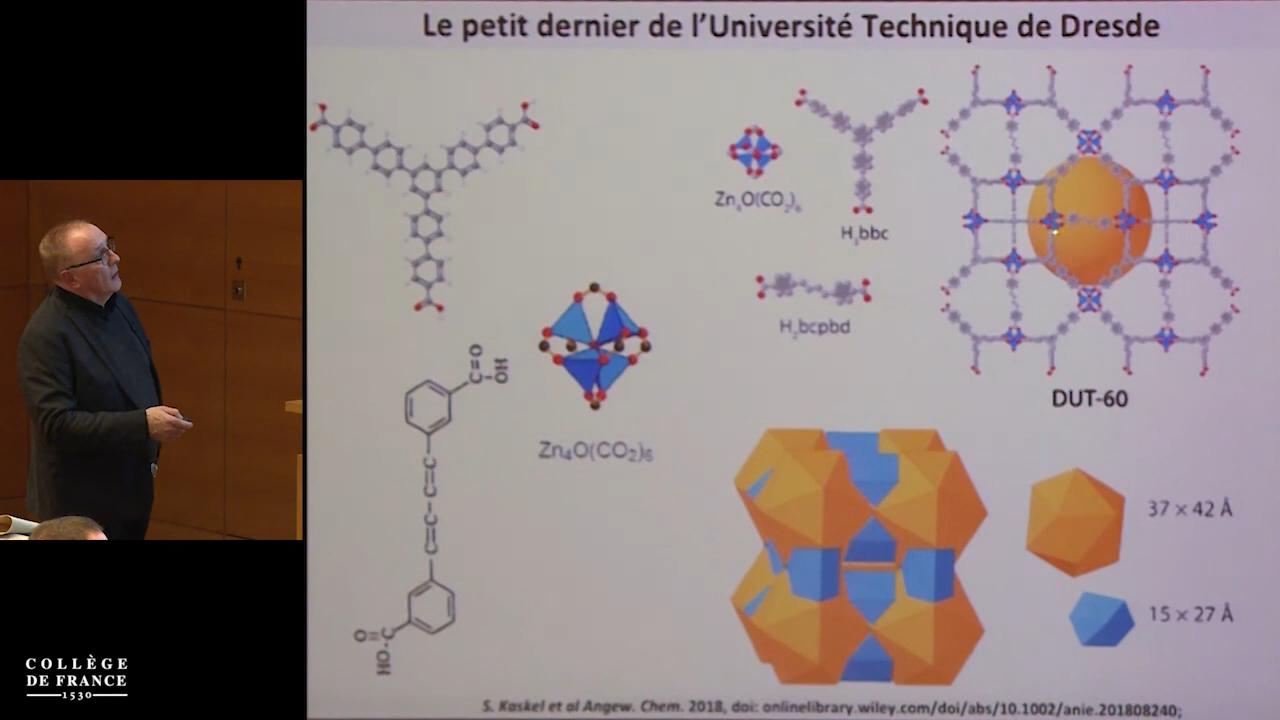 Le petit dernier de l'Université Technique de Dresde
Zn₄O(CO₂)₆
H₃bbc
H₂bcpbd
DUT-60
C=O
OH
Zn₄O(CO₂)₆
37 × 42 Å
15 × 27 Å
O=C
HO
COLLÈGE
DE FRANCE
1530
S. Kaskel et al Angew. Chem. 2018, doi: onlinelibrary.wiley.com/doi/abs/10.1002/anie.201808240;